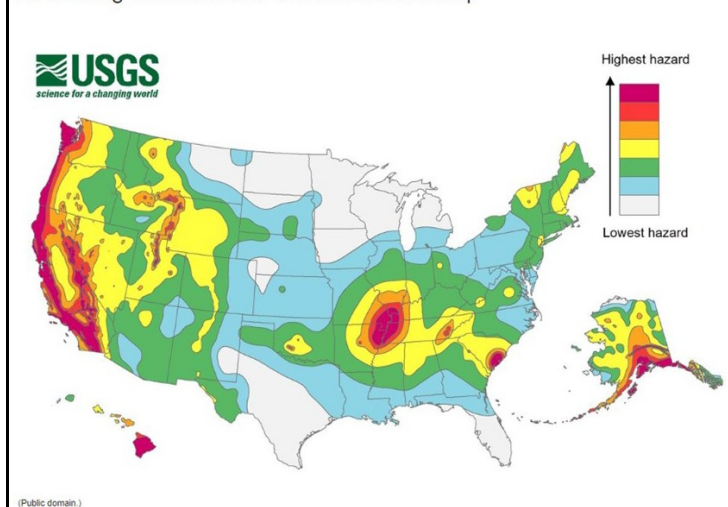 USGS
science for a changing world
Highest hazard
Lowest hazard
(Public domain.)